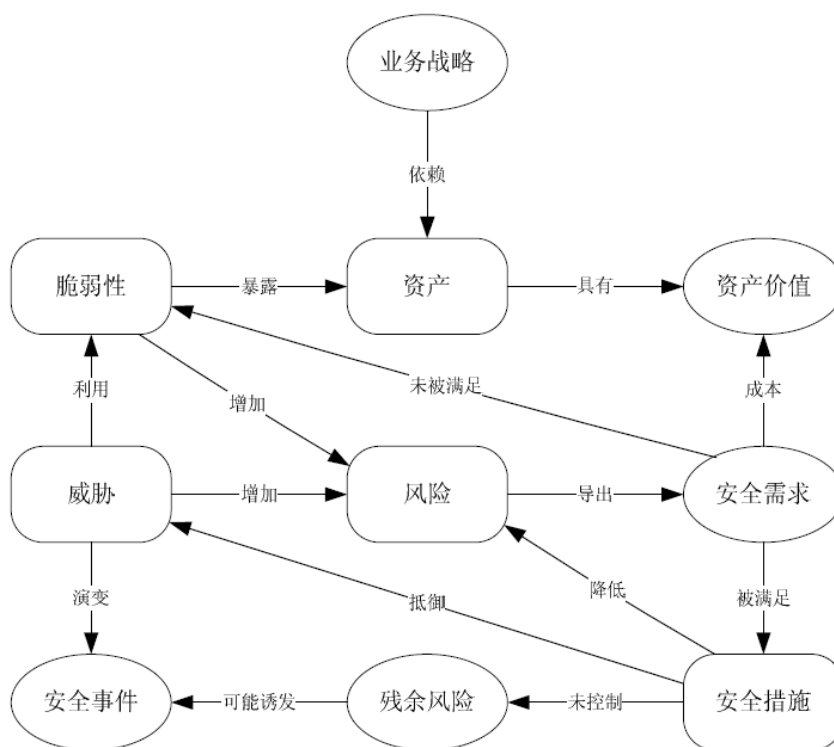 业务战略
依赖
脆弱性
暴露
资产
具有
资产价值
利用
增加
未被满足
成本
威胁
增加
风险
导出
安全需求
演变
抵御
降低
被满足
安全事件
可能诱发
残余风险
未控制
安全措施